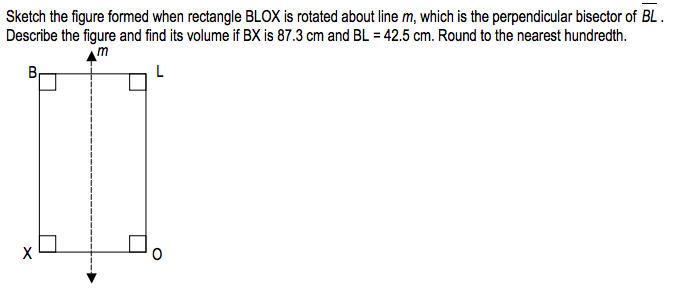 Sketch the figure formed when rectangle BLOX is rotated about line m, which is the perpendicular bisector of BL .
Describe the figure and find its volume if BX is 87.3 cm and BL = 42.5 cm. Round to the nearest hundredth.
m
B L
X O